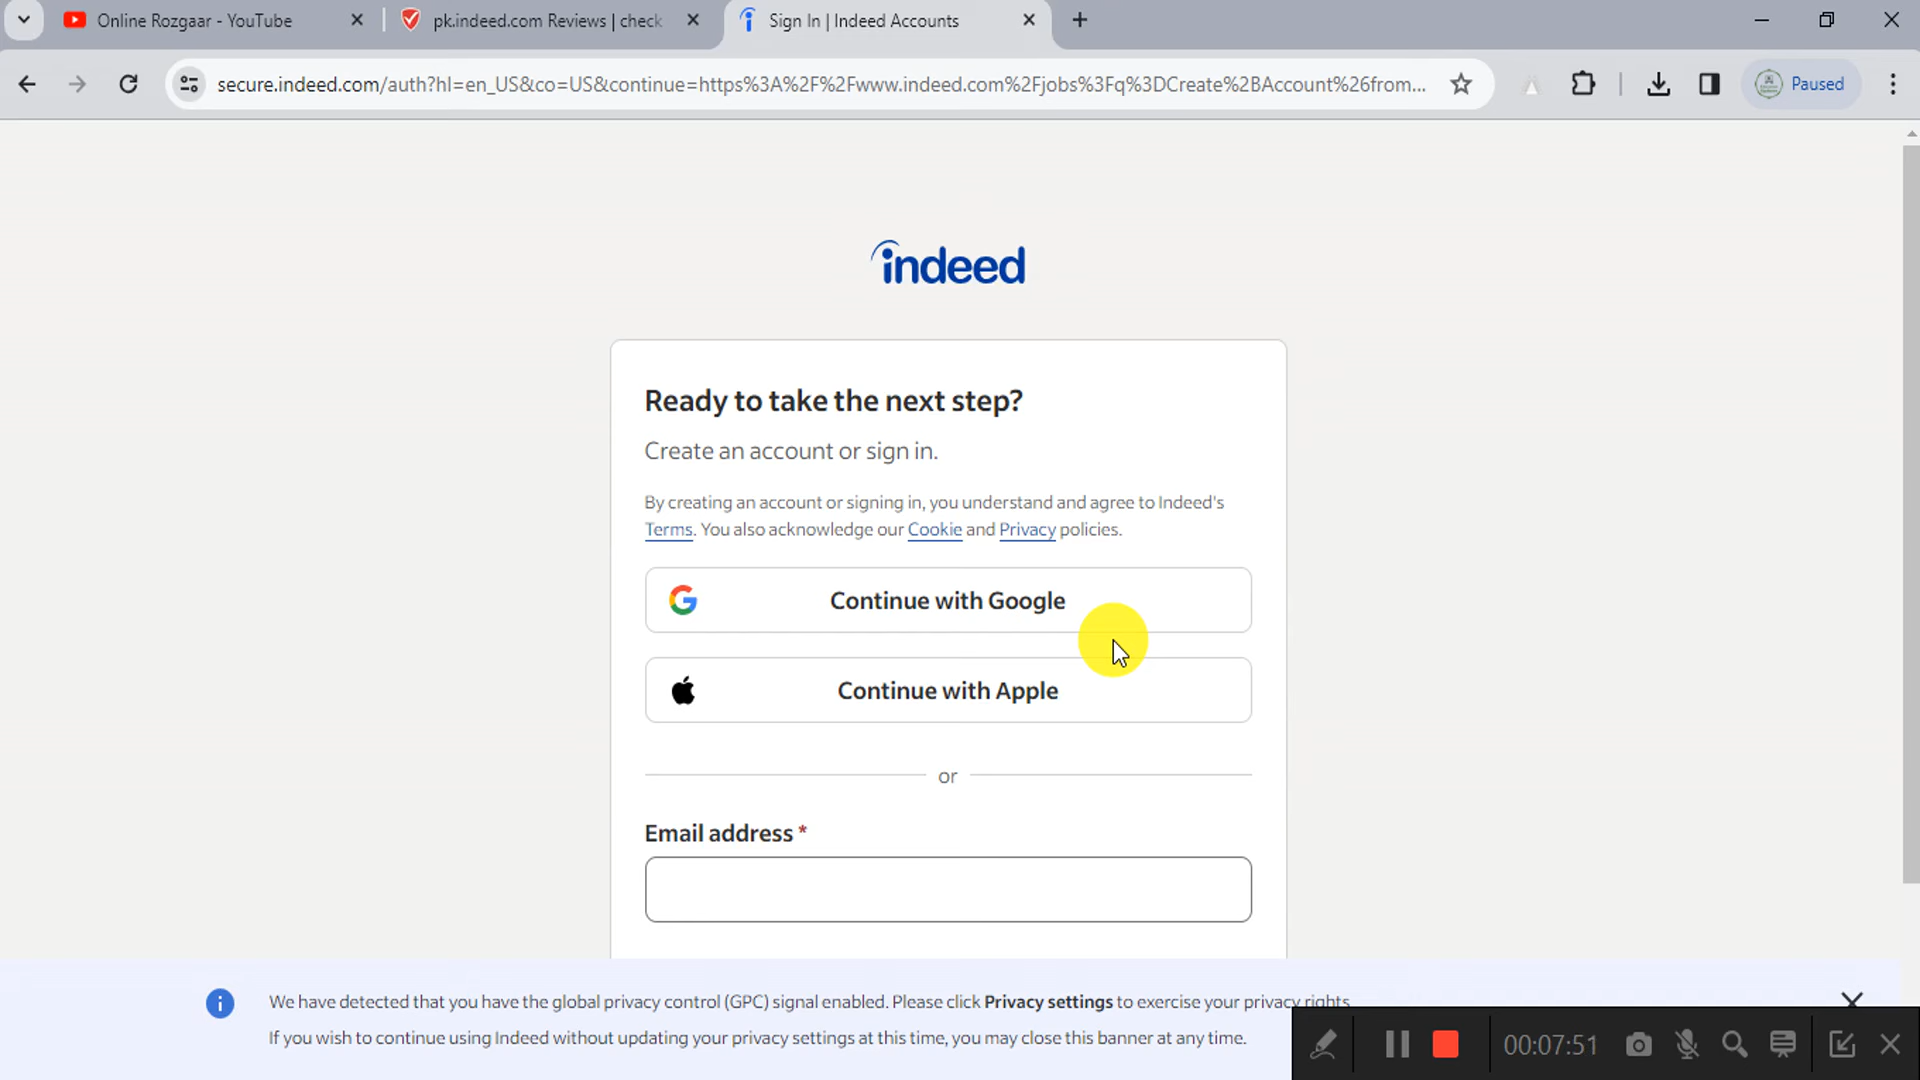 Online Rozgaar - YouTube
pk.indeed.com Reviews | check
Sign In | Indeed Accounts
secure.indeed.com/auth?hl=en_US&co=US&continue=https%3A%2F%2Fwww.indeed.com%2Fjobs%3Fq%3DCreate%2BAccount%26from...
Paused
indeed
Ready to take the next step?
Create an account or sign in.
By creating an account or signing in, you understand and agree to Indeed's
Terms. You also acknowledge our Cookie and Privacy policies.
Continue with Google
Continue with Apple
or
Email address *
We have detected that you have the global privacy control (GPC) signal enabled. Please click Privacy settings to exercise your privacy rights.
If you wish to continue using Indeed without updating your privacy settings at this time, you may close this banner at any time.
00:07:51